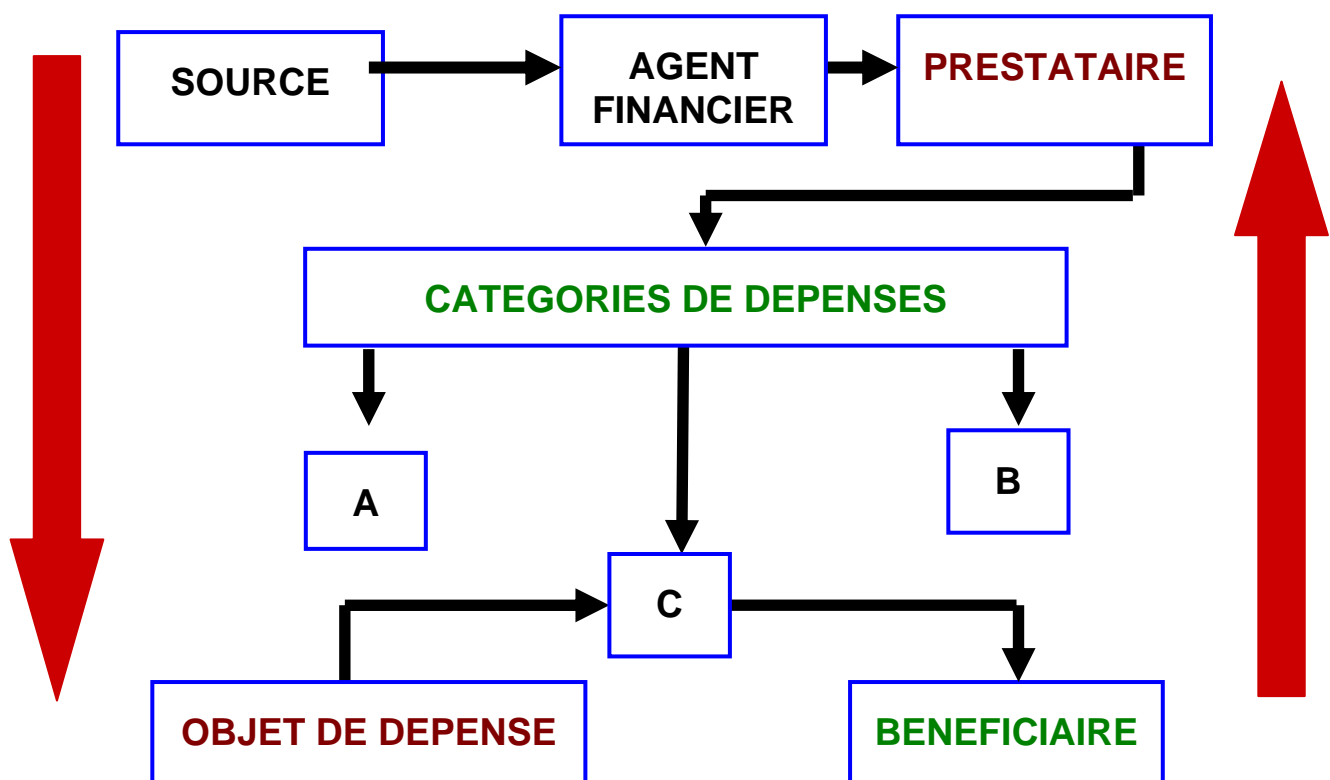 SOURCE
AGENT
FINANCIER
PRESTATAIRE
CATEGORIES DE DEPENSES
A
B
C
OBJET DE DEPENSE
BENEFICIAIRE